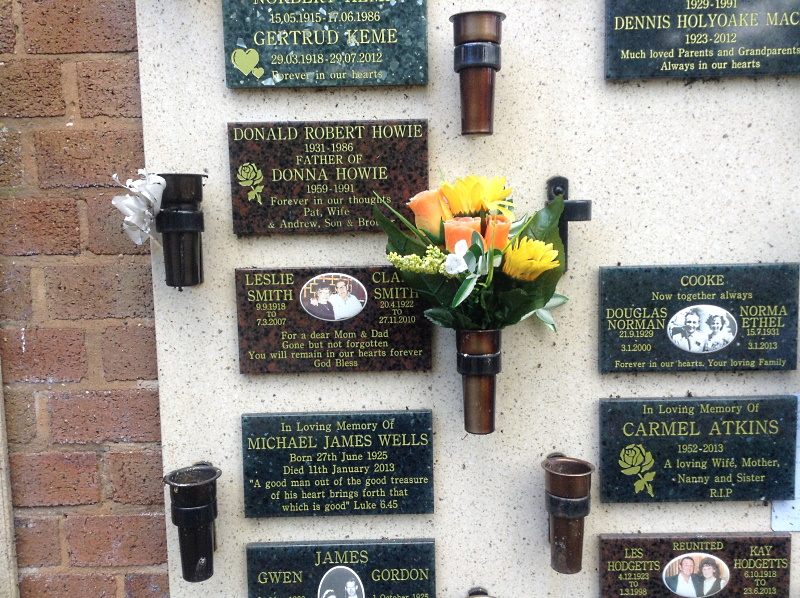 15.05.1915 - 17.06.1986
GERTRUD KEME
29.03.1918 - 29.07.2012
Forever in our hearts
1929-1991
DENNIS HOLYOAKE MAC
1923-2012
Much loved Parents and Grandparents
Always in our hearts
DONALD ROBERT HOWIE
1931-1986
FATHER OF
DONNA HOWIE
1959-1991
Forever in our thoughts
Pat, Wife
& Andrew, Son &
LESLIE
SMITH
9.9.1918
TO
7.3.2007
SMITH
20.4.1922
TO
27.11.2010
For a dear Mom & Dad
Gone but not forgotten
You will remain in our hearts forever
God Bless
COOKE
Now together always
DOUGLAS
NORMAN
21.9.1929
TO
3.1.2000
NORMA
ETHEL
15.7.1931
TO
3.1.2013
Forever in our hearts. Your loving Family
In Loving Memory Of
MICHAEL JAMES WELLS
Born 27th June 1925
Died 11th January 2013
"A good man out of the good treasure
of his heart brings forth that
which is good" Luke 6.45
In Loving Memory Of
CARMEL ATKINS
1952-2013
A loving Wife, Mother,
Nanny and Sister
R.I.P
JAMES
GWEN
GORDON
1 October 1925
REUNITED
LES
HODGETTS
4.12.1923
TO
1.3.1998
KAY
HODGETTS
6.10.1918
TO
23.6.2013